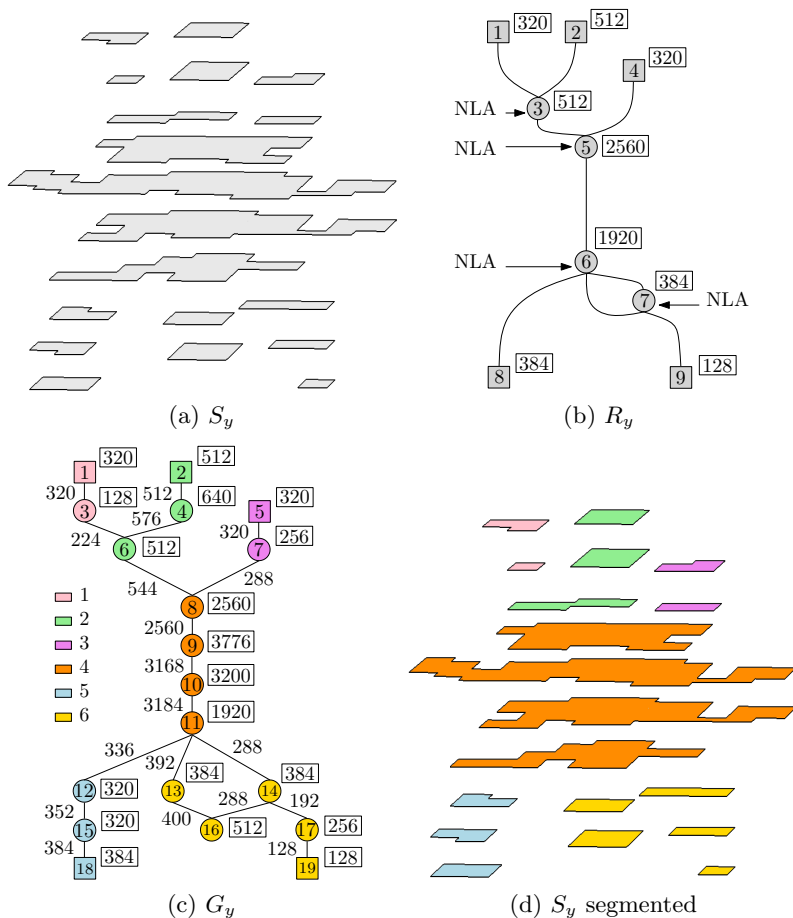 1 320
2 512
4 320
NLA 3 512
NLA 5 2560
1920
NLA 6
384
7 NLA
8 384
9 128
(a) S_y
(b) R_y
1 320
2 512
320 3 128
512 4 640
5 320
224 576
6 512
320 7 256
544 288
1
2
3
4
5
6
8 2560
2560 9 3776
3168 10 3200
3184 11 1920
336 392 288
12 320
13 384
14 384
352 15 320
400 288 192
16 512
17 256
384 18 384
128 19 128
(c) G_y
(d) S_y segmented